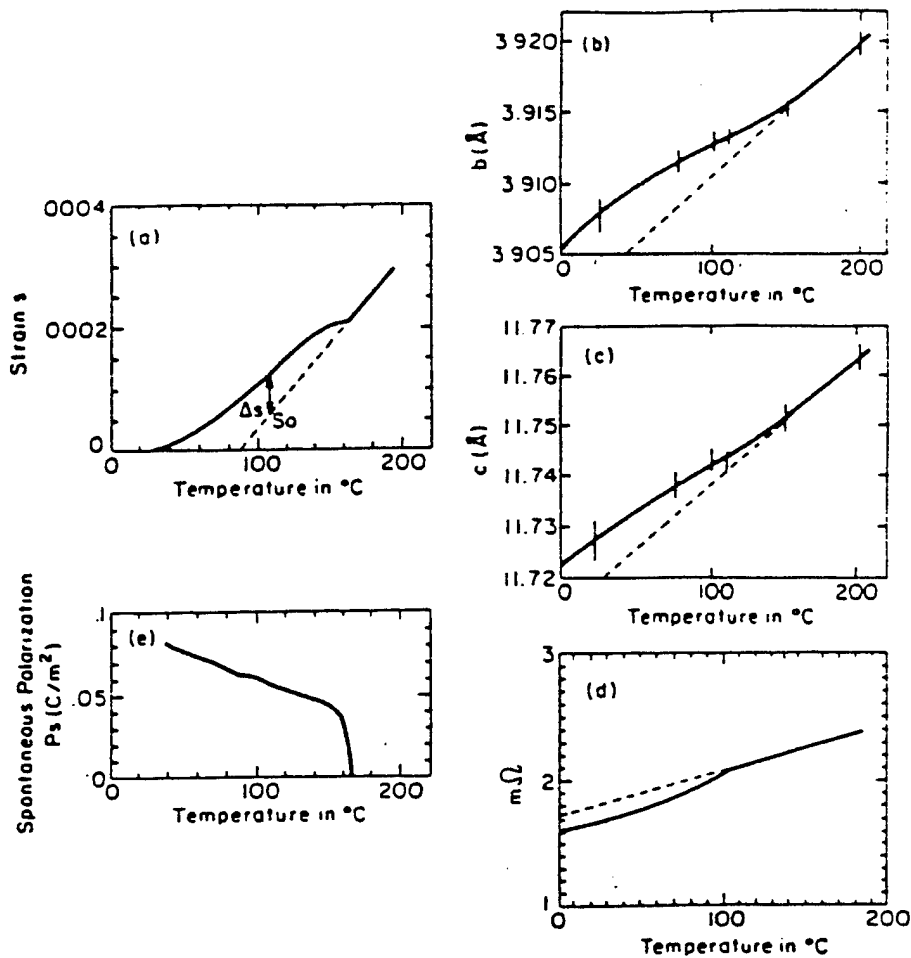 (a)
Strain s
0004
0002
0
Δs
So
0
100
200
Temperature in °C
(b)
b (Å)
3 920
3.915
3.910
3 905
0
100
200
Temperature in °C
(c)
c (Å)
11.77
11.76
11.75
11.74
11.73
11.72
0
100
200
Temperature in °C
(e)
Spontaneous Polarization
Ps (C/m²)
.1
.05
0
0
100
200
Temperature in °C
(d)
mΩ
3
2
1
0
100
200
Temperature in °C